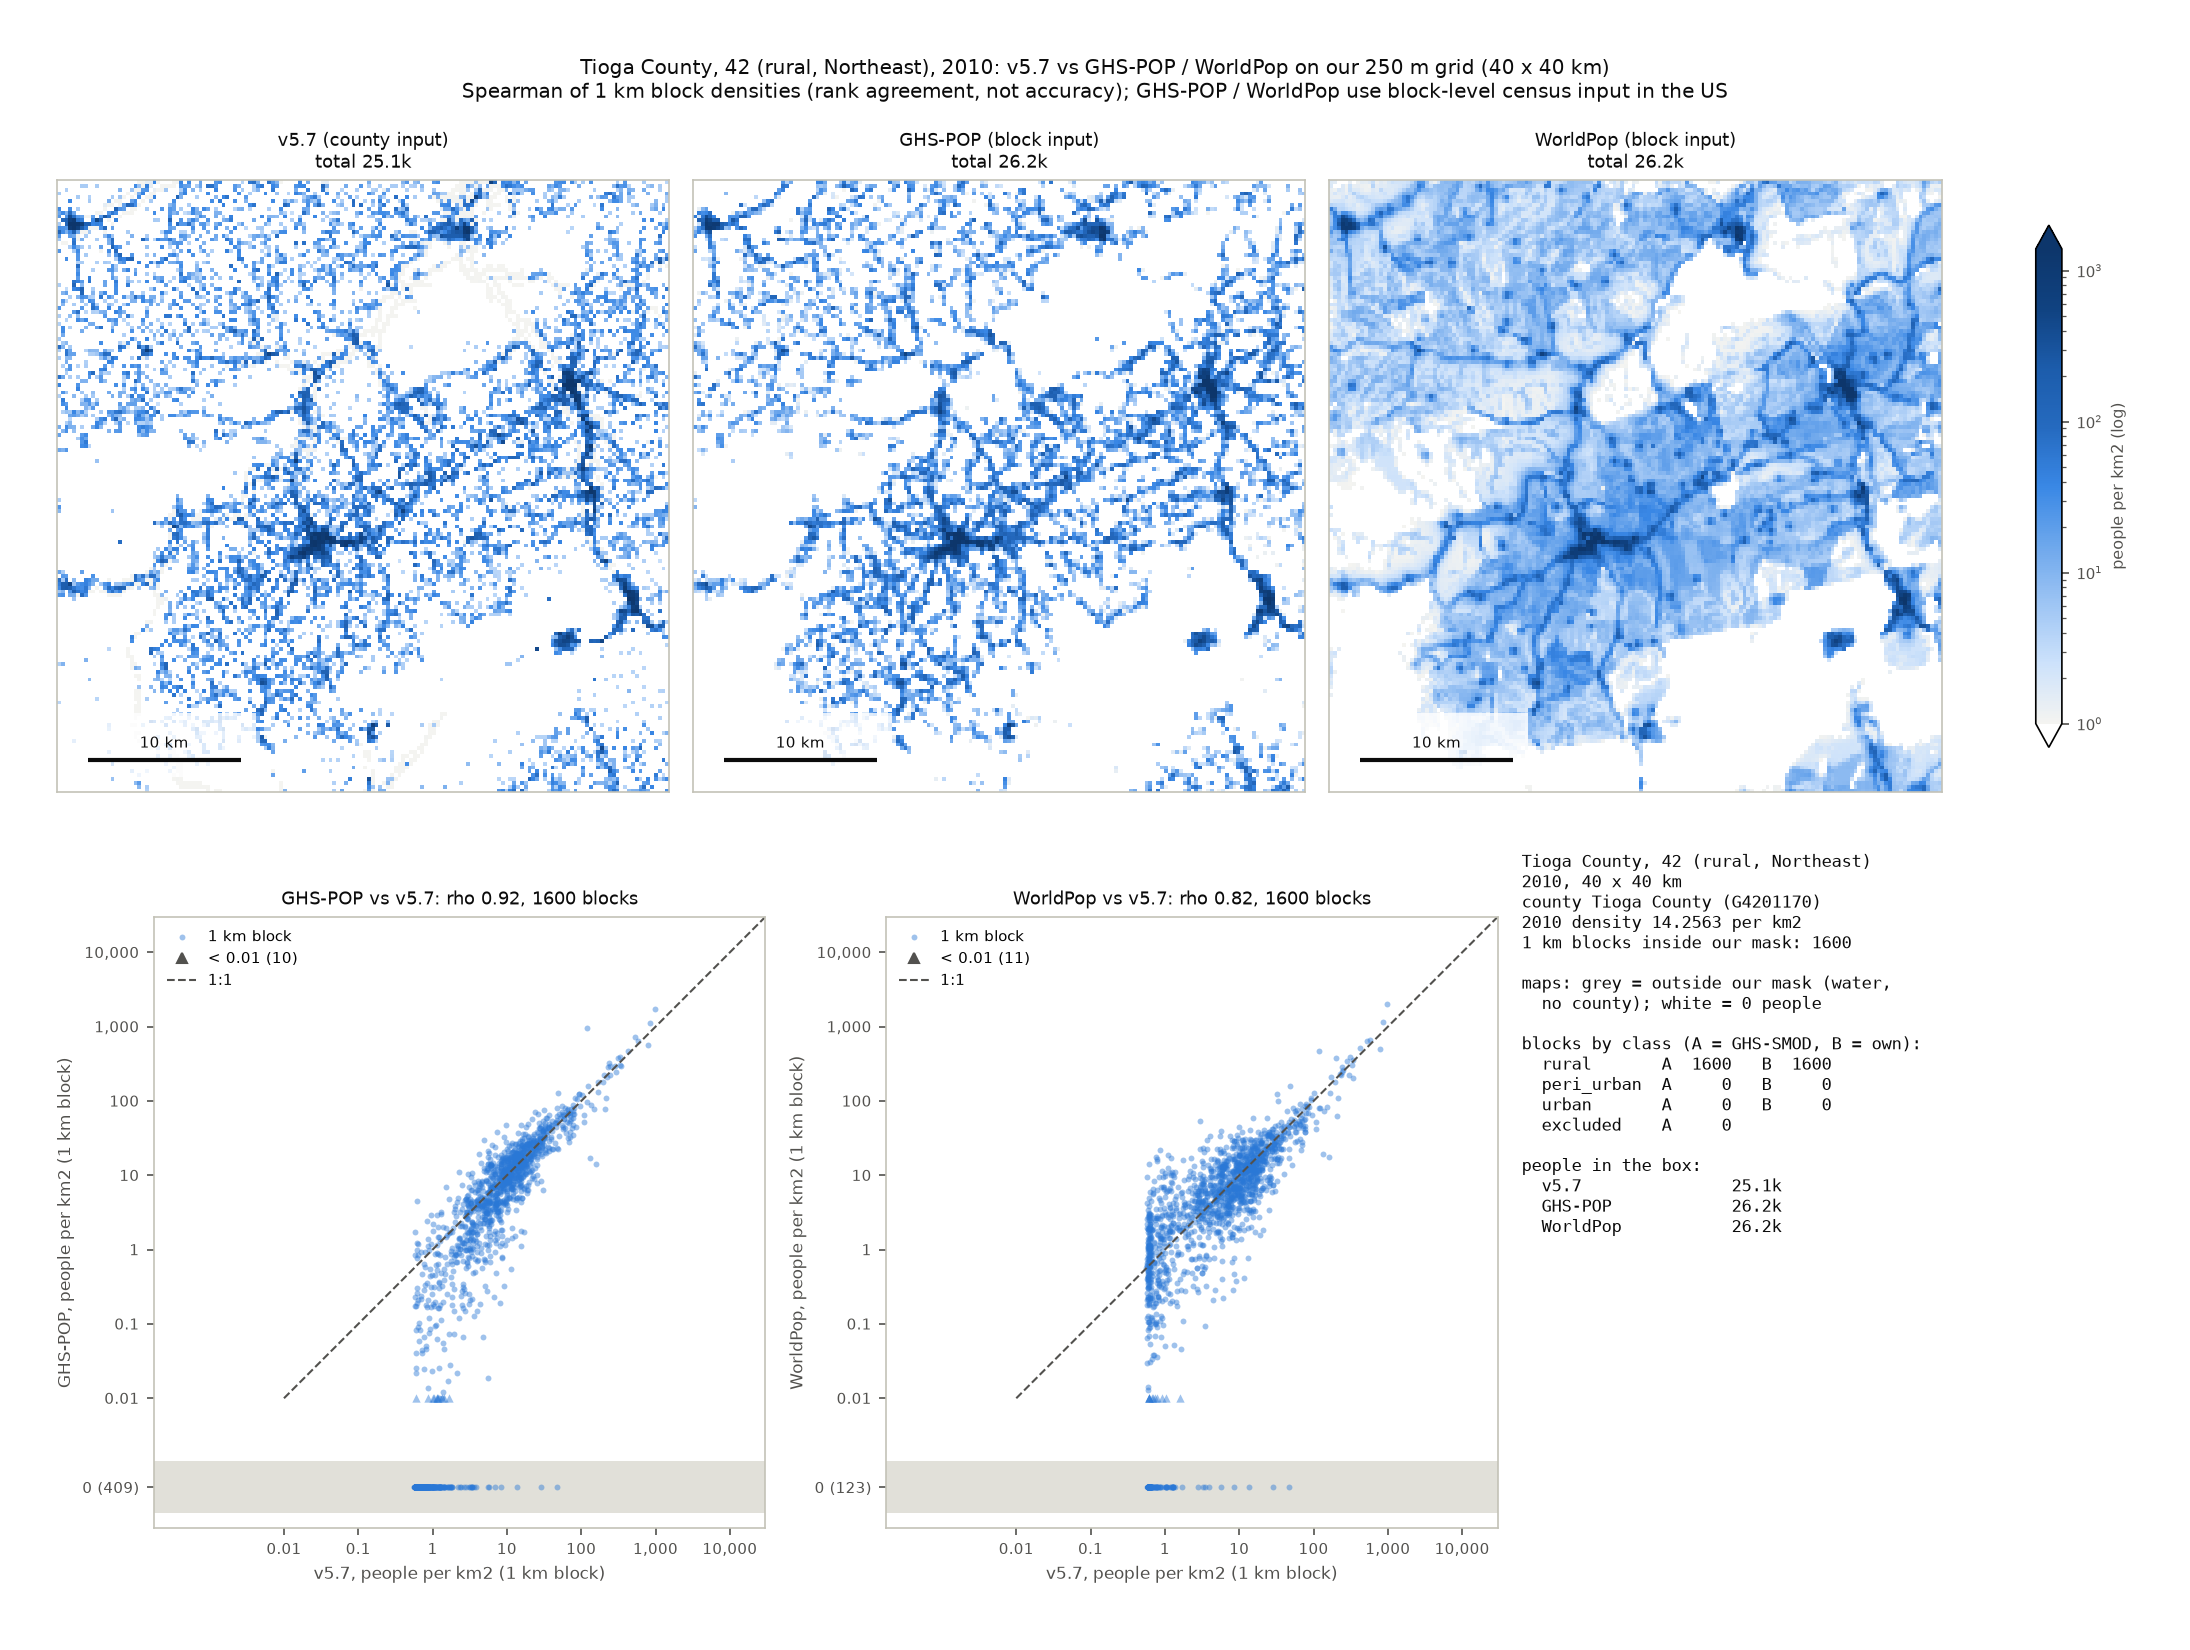 Tioga County, 42 (rural, Northeast), 2010: v5.7 vs GHS-POP / WorldPop on our 250 m grid (40 x 40 km)
Spearman of 1 km block densities (rank agreement, not accuracy); GHS-POP / WorldPop use block-level census input in the US
v5.7 (county input)
total 25.1k
GHS-POP (block input)
total 26.2k
WorldPop (block input)
total 26.2k
10 km
10 km
10 km
10³
10²
10¹
10⁰
people per km2 (log)
GHS-POP vs v5.7: rho 0.92, 1600 blocks
1 km block
< 0.01 (10)
1:1
10,000
1,000
100
10
1
0.1
0.01
0 (409)
GHS-POP, people per km2 (1 km block)
0.01
0.1
1
10
100
1,000
10,000
v5.7, people per km2 (1 km block)
WorldPop vs v5.7: rho 0.82, 1600 blocks
1 km block
< 0.01 (11)
1:1
10,000
1,000
100
10
1
0.1
0.01
0 (123)
WorldPop, people per km2 (1 km block)
0.01
0.1
1
10
100
1,000
10,000
v5.7, people per km2 (1 km block)
Tioga County, 42 (rural, Northeast)
2010, 40 x 40 km
county Tioga County (G4201170)
2010 density 14.2563 per km2
1 km blocks inside our mask: 1600
maps: grey = outside our mask (water,
no county); white = 0 people
blocks by class (A = GHS-SMOD, B = own):
rural A 1600 B 1600
peri_urban A 0 B 0
urban A 0 B 0
excluded A 0
people in the box:
v5.7 25.1k
GHS-POP 26.2k
WorldPop 26.2k